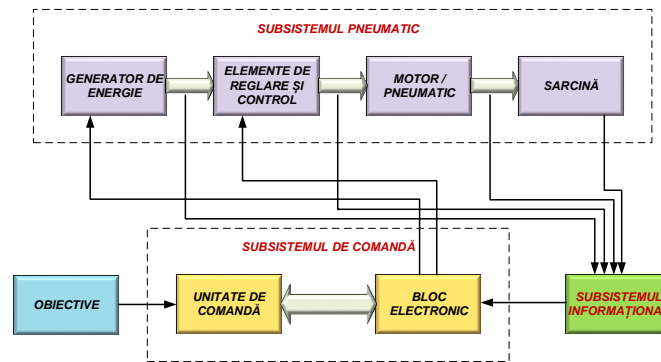 SUBSISTEMUL PNEUMATIC
GENERATOR DE
ENERGIE
ELEMENTE DE
REGLARE ȘI
CONTROL
MOTOR /
PNEUMATIC
SARCINĂ
SUBSISTEMUL DE COMANDĂ
OBIECTIVE
UNITATE DE
COMANDĂ
BLOC
ELECTRONIC
SUBSISTEMUL
INFORMAȚIONA